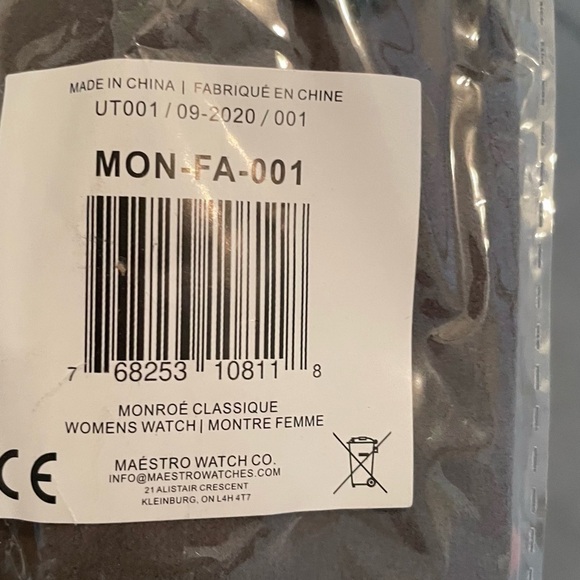 MADE IN CHINA | FABRIQUÉ EN CHINE
UT001 / 09-2020 / 001
MON-FA-001
7 68253 10811 8
MONROÉ CLASSIQUE
WOMENS WATCH | MONTRE FEMME
CE
MAÉSTRO WATCH CO.
INFO@MAESTROWATCHES.COM
21 ALISTAIR CRESCENT
KLEINBURG, ON L4H 4T7